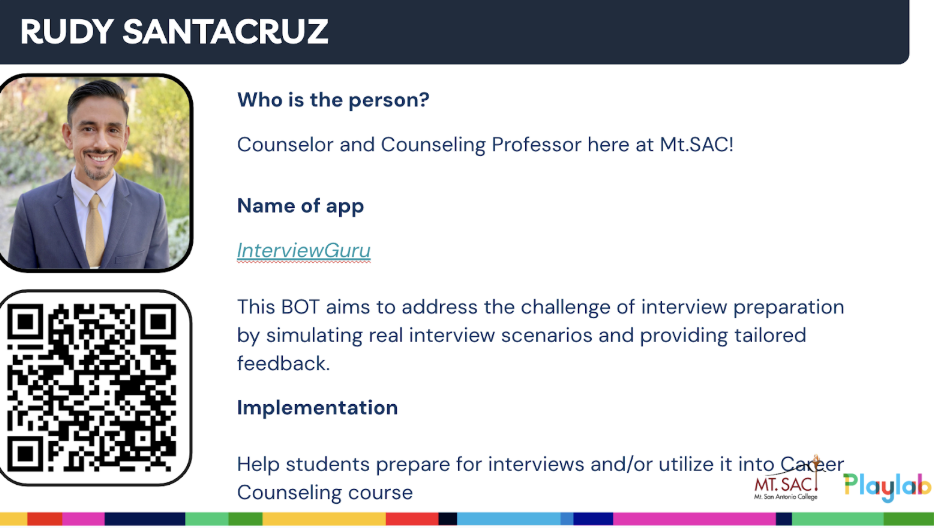 RUDY SANTACRUZ
Who is the person?
Counselor and Counseling Professor here at Mt.SAC!
Name of app
InterviewGuru
This BOT aims to address the challenge of interview preparation
by simulating real interview scenarios and providing tailored
feedback.
Implementation
Help students prepare for interviews and/or utilize it into Career
Counseling course
MT. SAC
Mt. San Antonio College
Playlab